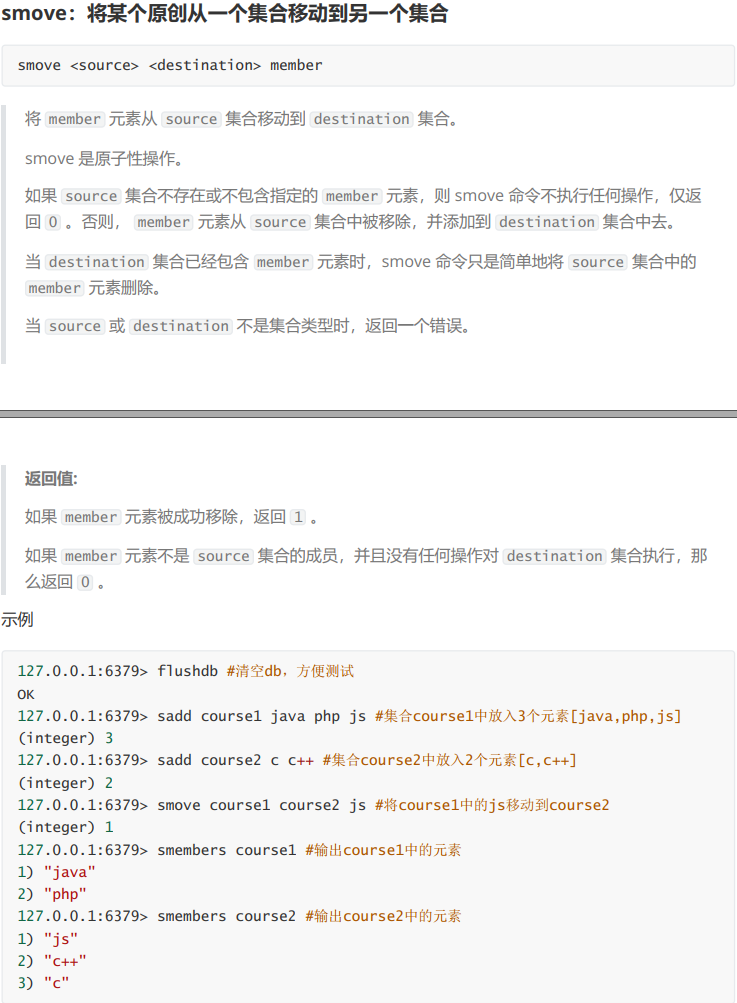 smove：将某个原创从一个集合移动到另一个集合
smove <source> <destination> member
将 member 元素从 source 集合移动到 destination 集合。
smove 是原子性操作。
如果 source 集合不存在或不包含指定的 member 元素，则 smove 命令不执行任何操作，仅返
回 0 。否则， member 元素从 source 集合中被移除，并添加到 destination 集合中去。
当 destination 集合已经包含 member 元素时，smove 命令只是简单地将 source 集合中的
member 元素删除。
当 source 或 destination 不是集合类型时，返回一个错误。
返回值:
如果 member 元素被成功移除，返回 1 。
如果 member 元素不是 source 集合的成员，并且没有任何操作对 destination 集合执行，那
么返回 0 。
示例
127.0.0.1:6379> flushdb #清空db，方便测试
OK
127.0.0.1:6379> sadd course1 java php js #集合course1中放入3个元素[java,php,js]
(integer) 3
127.0.0.1:6379> sadd course2 c c++ #集合course2中放入2个元素[c,c++]
(integer) 2
127.0.0.1:6379> smove course1 course2 js #将course1中的js移动到course2
(integer) 1
127.0.0.1:6379> smembers course1 #输出course1中的元素
1) "java"
2) "php"
127.0.0.1:6379> smembers course2 #输出course2中的元素
1) "js"
2) "c++"
3) "c"